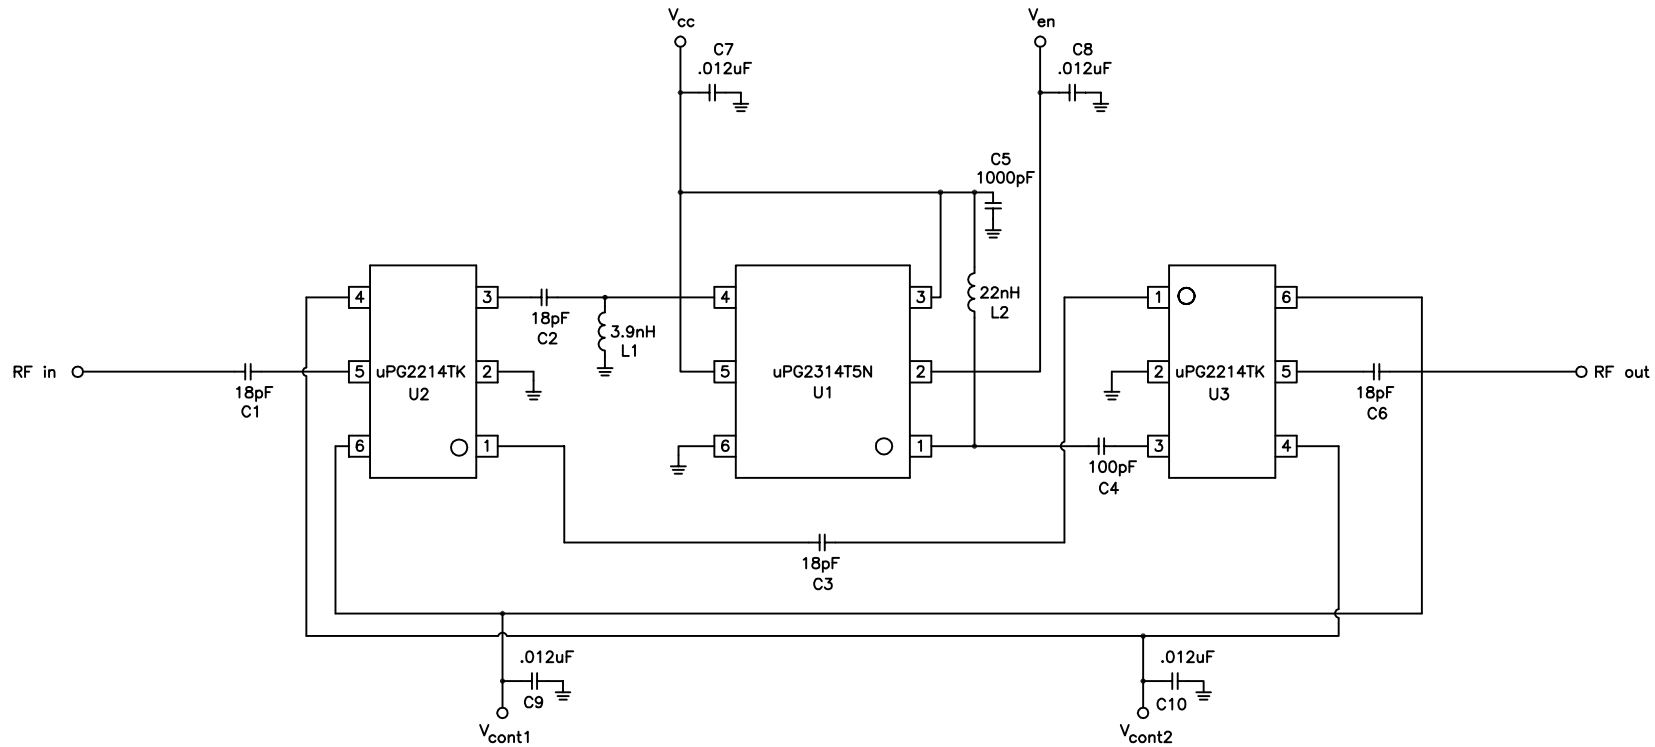 Vcc
Ven
C7
.012uF
C8
.012uF
C5
1000pF
4
3
18pF
C2
3.9nH
L1
4
3
22nH
L2
1
6
RF in
18pF
C1
5
uPG2214TK
U2
2
5
uPG2314T5N
U1
2
2
uPG2214TK
U3
5
18pF
C6
RF out
6
1
6
1
100pF
C4
3
4
18pF
C3
.012uF
C9
Vcont1
.012uF
C10
Vcont2